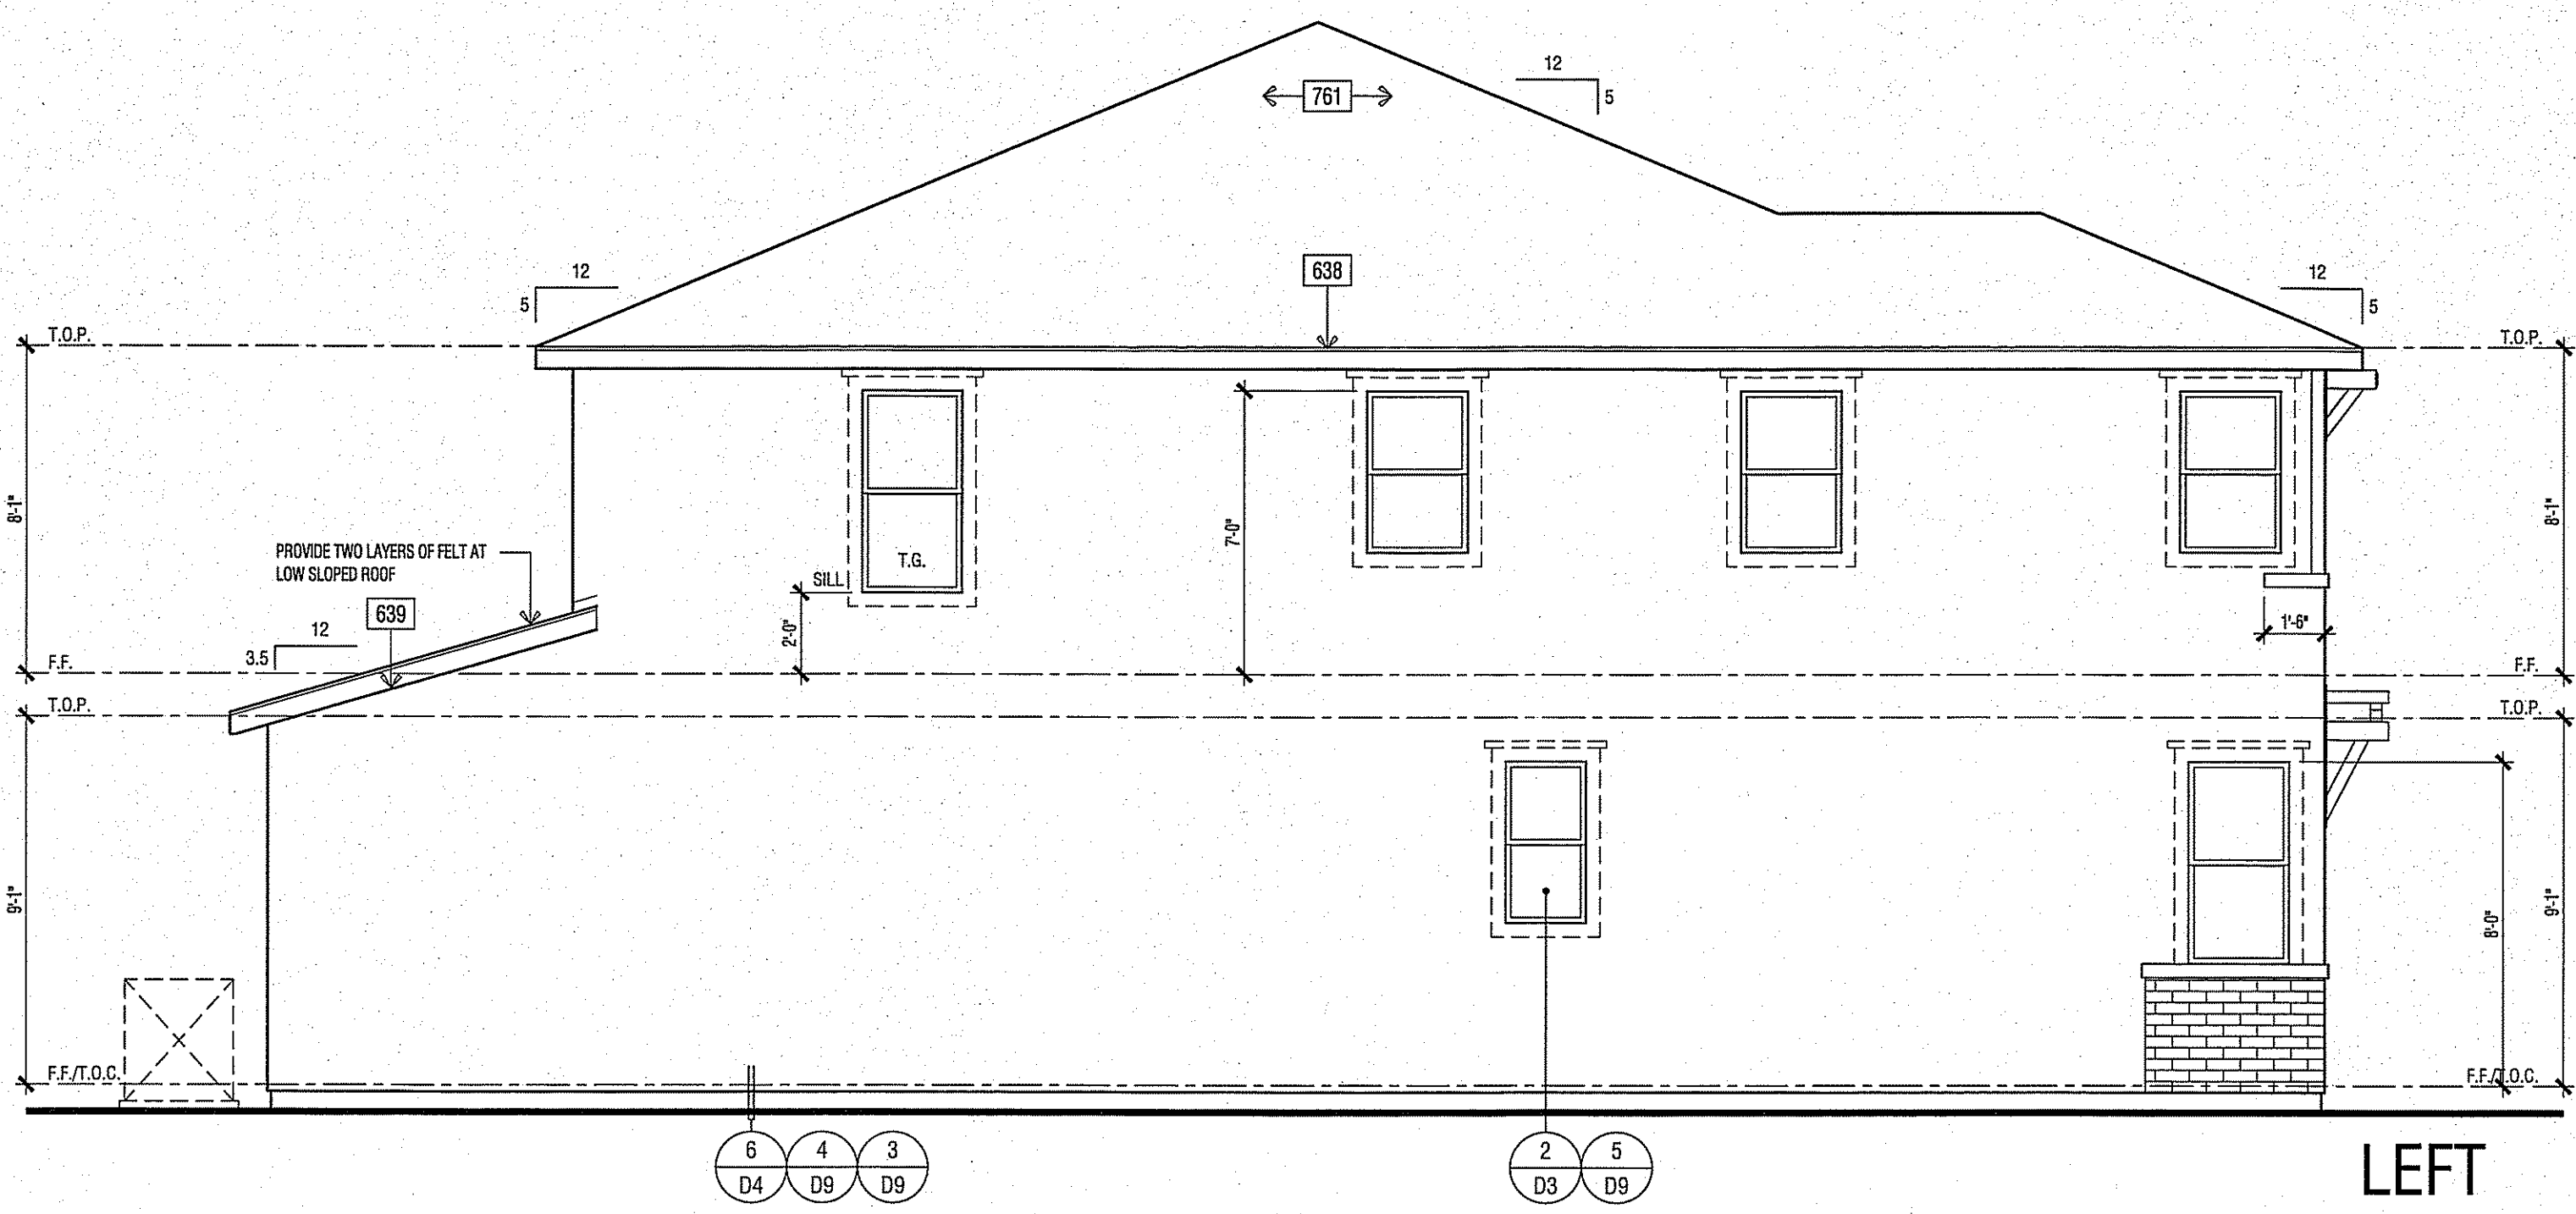 12
761
5
638
12
5
12
5
T.O.P.
T.O.P.
8'-1"
7'-0"
8'-1"
PROVIDE TWO LAYERS OF FELT AT
LOW SLOPED ROOF
T.G.
SILL
639
12
3.5
2'-0"
1'-6"
F.F.
F.F.
T.O.P.
T.O.P.
9'-1"
8'-0"
9'-1"
F.F./T.O.C.
F.F./T.O.C.
6 4 3
D4 D9 D9
2 5
D3 D9
LEFT